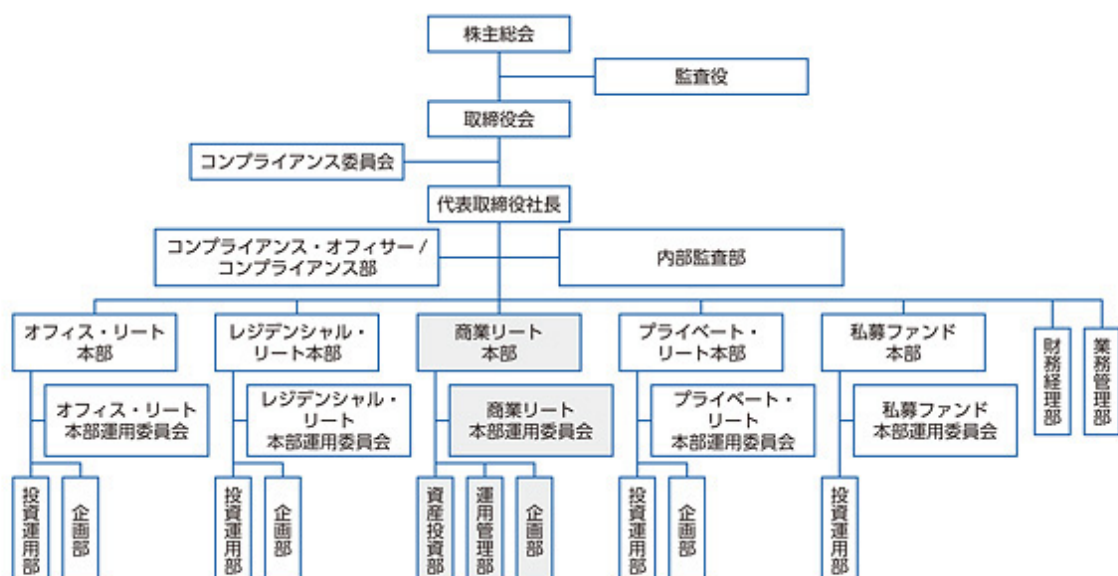 株主総会
監査役
取締役会
コンプライアンス委員会
代表取締役社長
コンプライアンス・オフィサー /
コンプライアンス部
内部監査部
オフィス・リート
本部
レジデンシャル・
リート本部
商業リート
本部
プライベート・
リート本部
私募ファンド
本部
財務経理部
業務管理部
オフィス・リート
本部運用委員会
レジデンシャル・
リート
本部運用委員会
商業リート
本部運用委員会
プライベート・
リート
本部運用委員会
私募ファンド
本部運用委員会
投資運用部
企画部
投資運用部
企画部
資産投資部
運用管理部
企画部
投資運用部
企画部
投資運用部